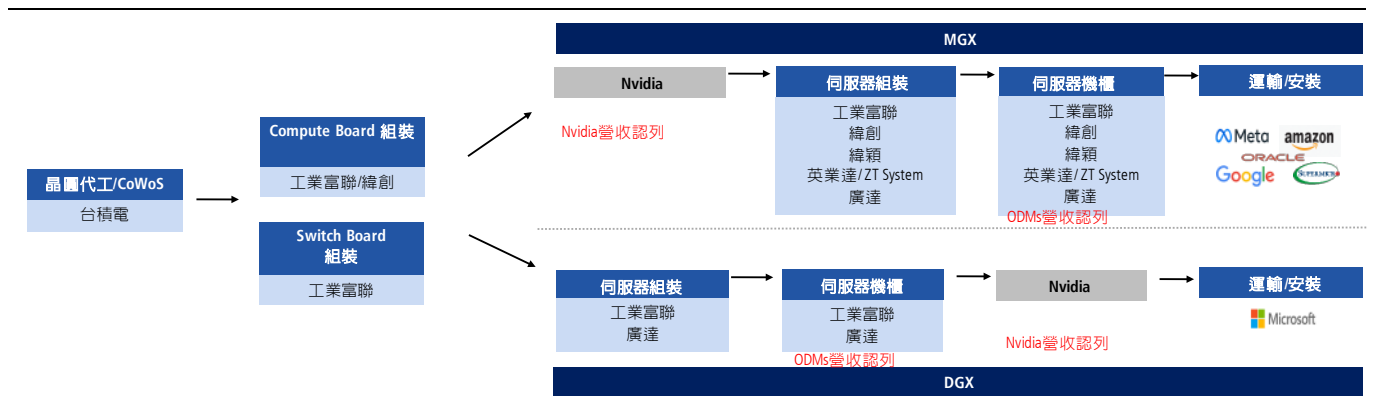 MGX
Nvidia
伺服器組裝
伺服器機櫃
運輸/安裝
Nvidia營收認列
工業富聯
緯創
緯穎
英業達/ZT System
廣達
工業富聯
緯創
緯穎
英業達/ZT System
廣達
ODMs營收認列
Meta
amazon
ORACLE
Google
SUPERMICRO
Compute Board 組裝
工業富聯/緯創
晶圓代工/CoWoS
台積電
Switch Board
組裝
工業富聯
伺服器組裝
工業富聯
廣達
伺服器機櫃
工業富聯
廣達
ODMs營收認列
Nvidia
Nvidia營收認列
運輸/安裝
Microsoft
DGX